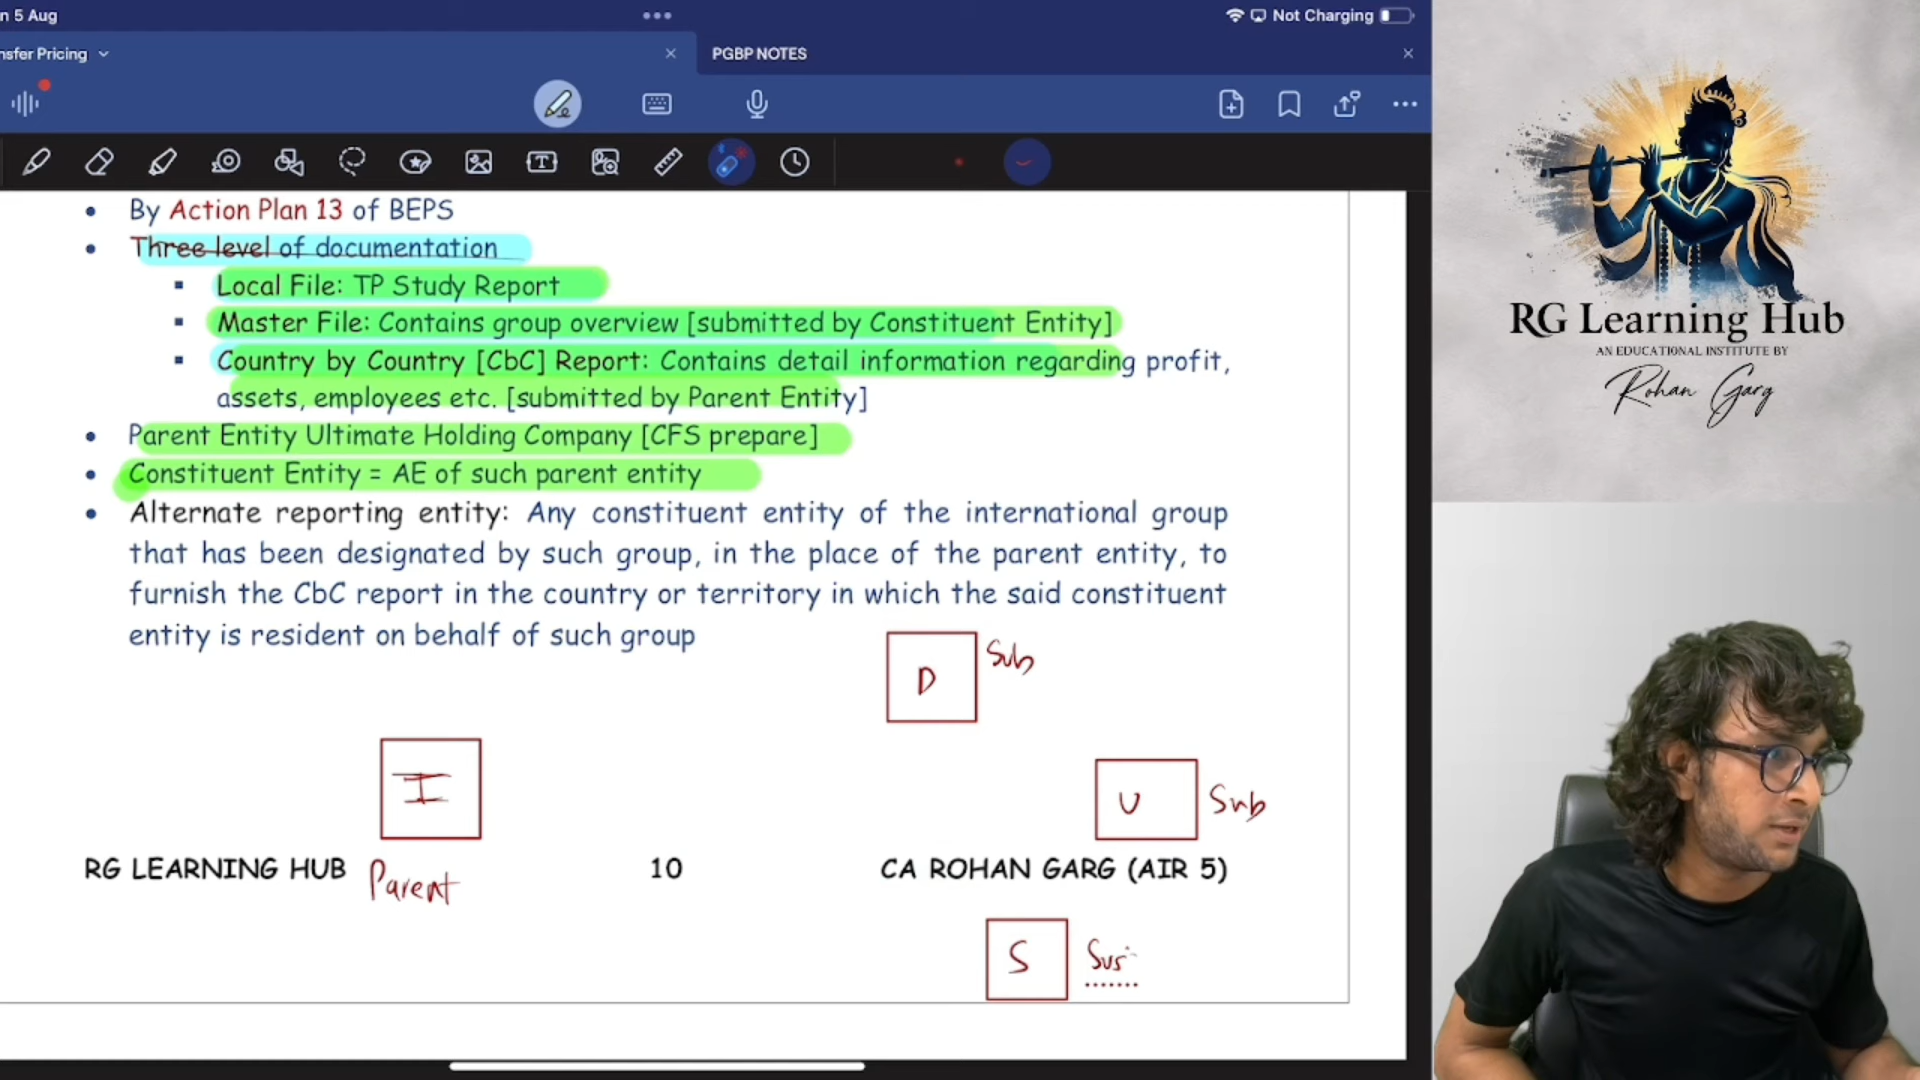 n 5 Aug
Not Charging
nsfer Pricing
PGBP NOTES
By Action Plan 13 of BEPS
Three level of documentation
Local File: TP Study Report
Master File: Contains group overview [submitted by Constituent Entity]
Country by Country [CbC] Report: Contains detail information regarding profit,
assets, employees etc. [submitted by Parent Entity]
Parent Entity Ultimate Holding Company [CFS prepare]
Constituent Entity = AE of such parent entity
Alternate reporting entity: Any constituent entity of the international group
that has been designated by such group, in the place of the parent entity, to
furnish the CbC report in the country or territory in which the said constituent
entity is resident on behalf of such group
D Sub
I
U Sub
RG LEARNING HUB 10 CA ROHAN GARG (AIR 5)
Parent
S
RG Learning Hub
AN EDUCATIONAL INSTITUTE BY
Rohan Garg